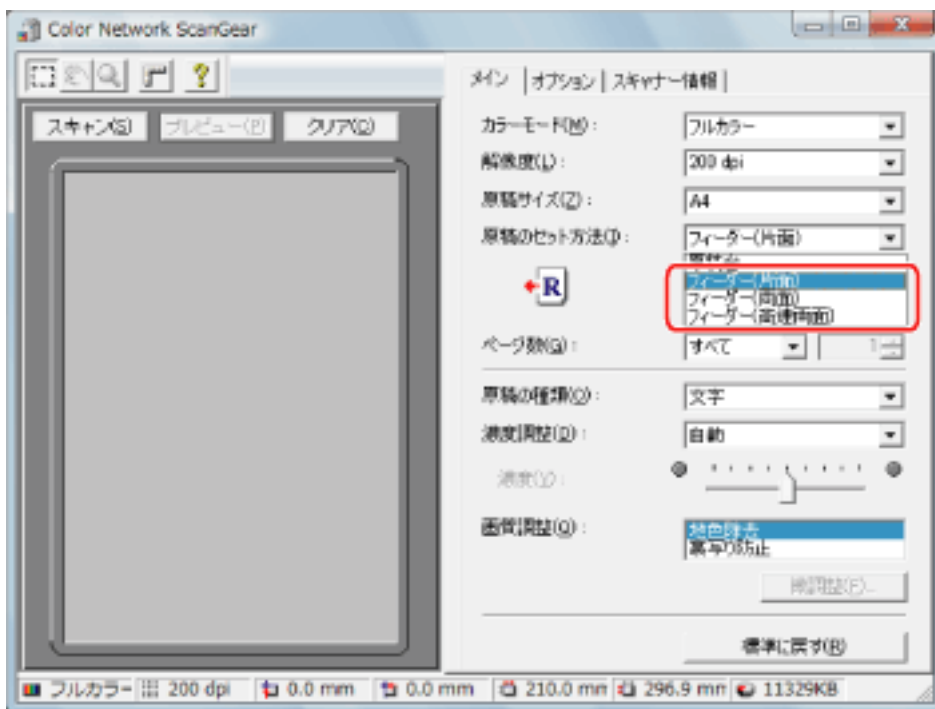 Color Network ScanGear
メイン オプション スキャナー情報
スキャン(S) プレビュー(P) クリア(C)
カラーモード(M): フルカラー
解像度(L): 200 dpi
原稿サイズ(Z): A4
原稿のセット方法(I): フィーダー(片面)
フィーダー(片面)
フィーダー(両面)
フィーダー(高速両面)
R
ページ数(G): すべて 1
原稿の種類(O): 文字
濃度調整(D): 自動
濃度(V):
画質調整(Q): 地色除去
裏写り防止
微調整(F)...
標準に戻す(R)
フルカラー 200 dpi 0.0 mm 0.0 mm 210.0 mm 296.9 mm 11329KB